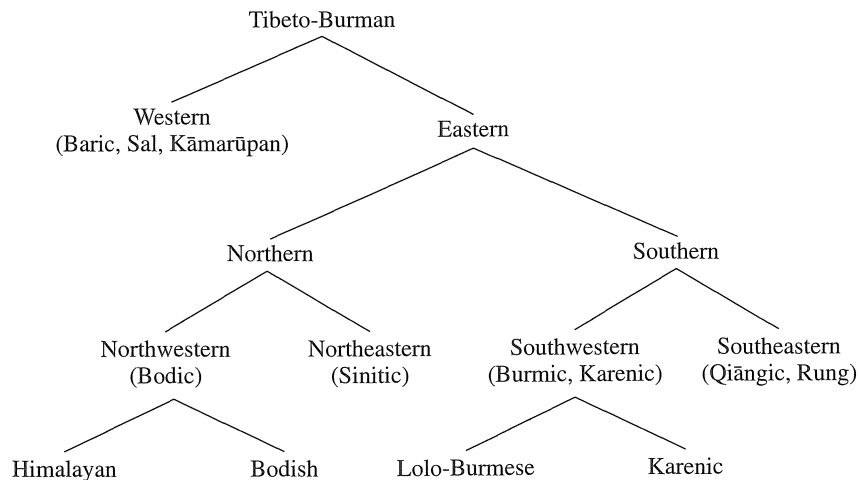 Tibeto-Burman
Western
(Baric, Sal, Kāmarūpan)
Eastern
Northern
Southern
Northwestern
(Bodic)
Northeastern
(Sinitic)
Southwestern
(Burmic, Karenic)
Southeastern
(Qiāngic, Rung)
Himalayan
Bodish
Lolo-Burmese
Karenic